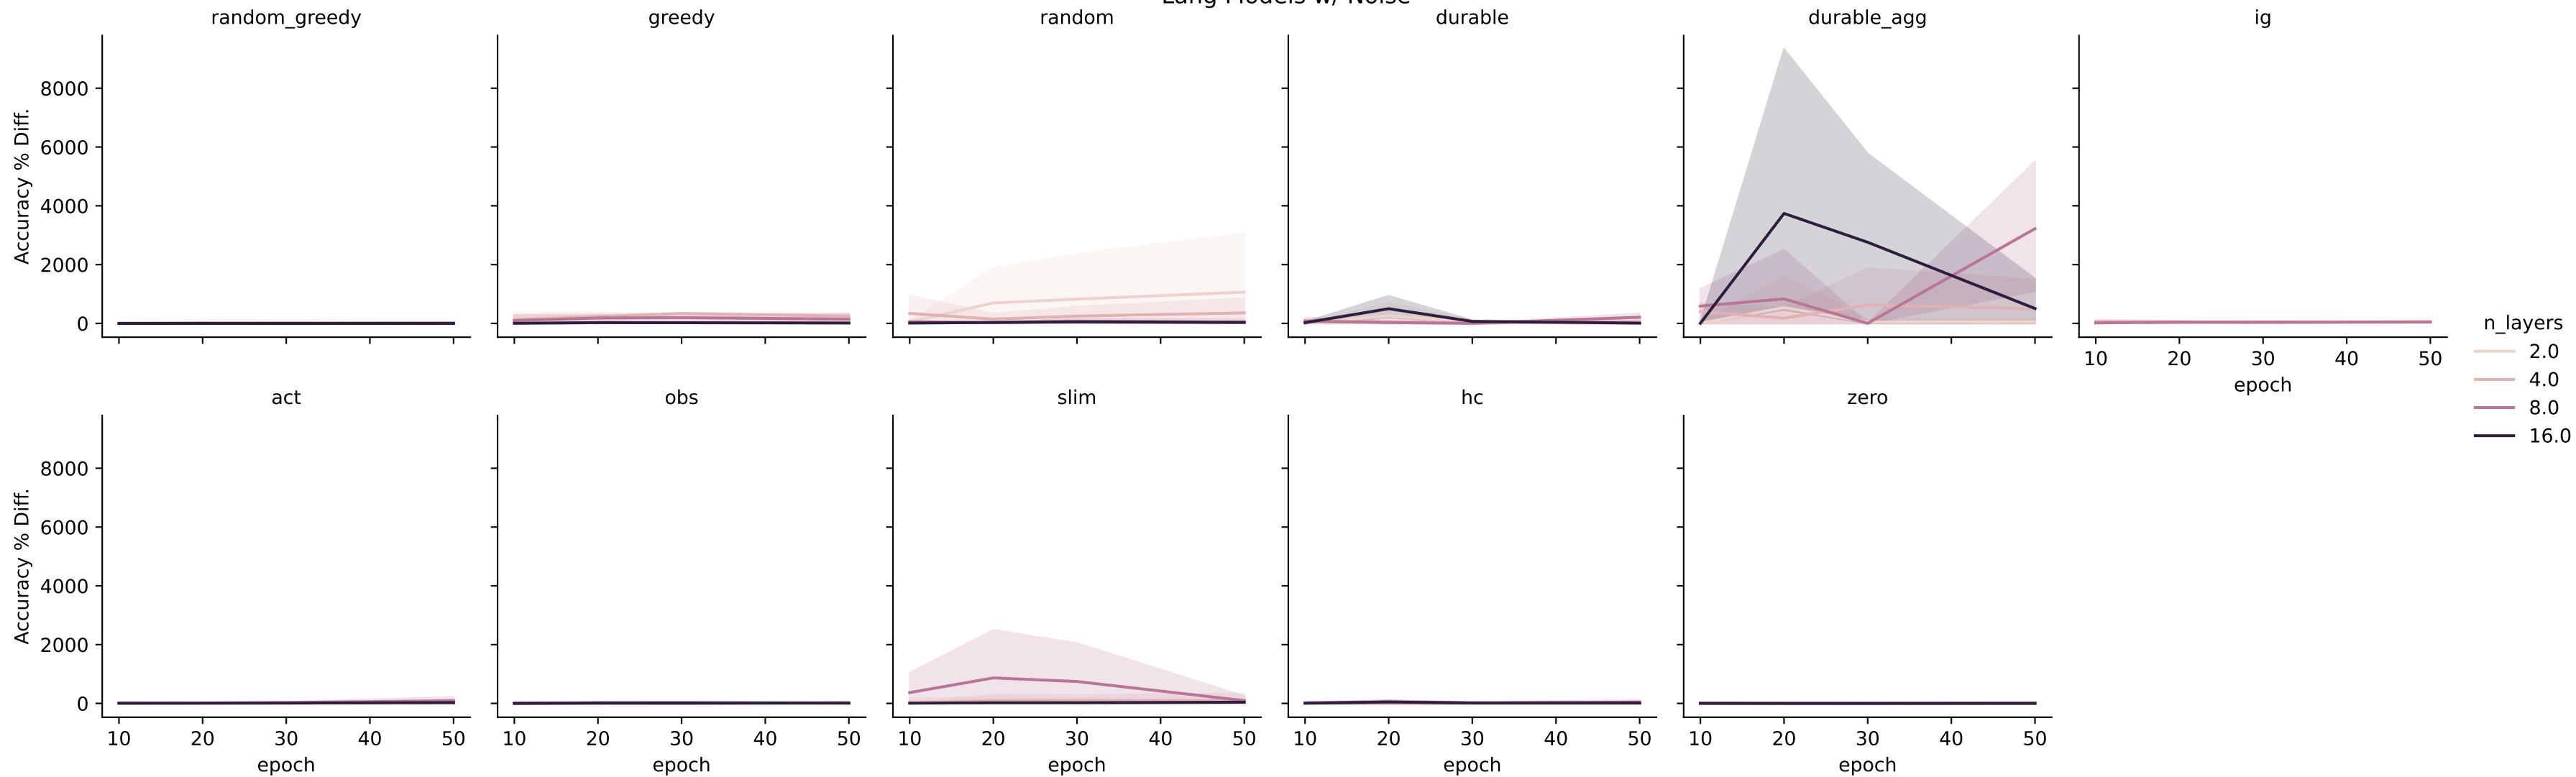 Lang Models w/ Noise
random_greedy greedy random durable durable_agg ig
Accuracy % Diff.
8000
6000
4000
2000
0
10 20 30 40 50
epoch
n_layers
2.0
4.0
8.0
16.0
act obs slim hc zero
Accuracy % Diff.
8000
6000
4000
2000
0
10 20 30 40 50 10 20 30 40 50 10 20 30 40 50 10 20 30 40 50 10 20 30 40 50
epoch epoch epoch epoch epoch